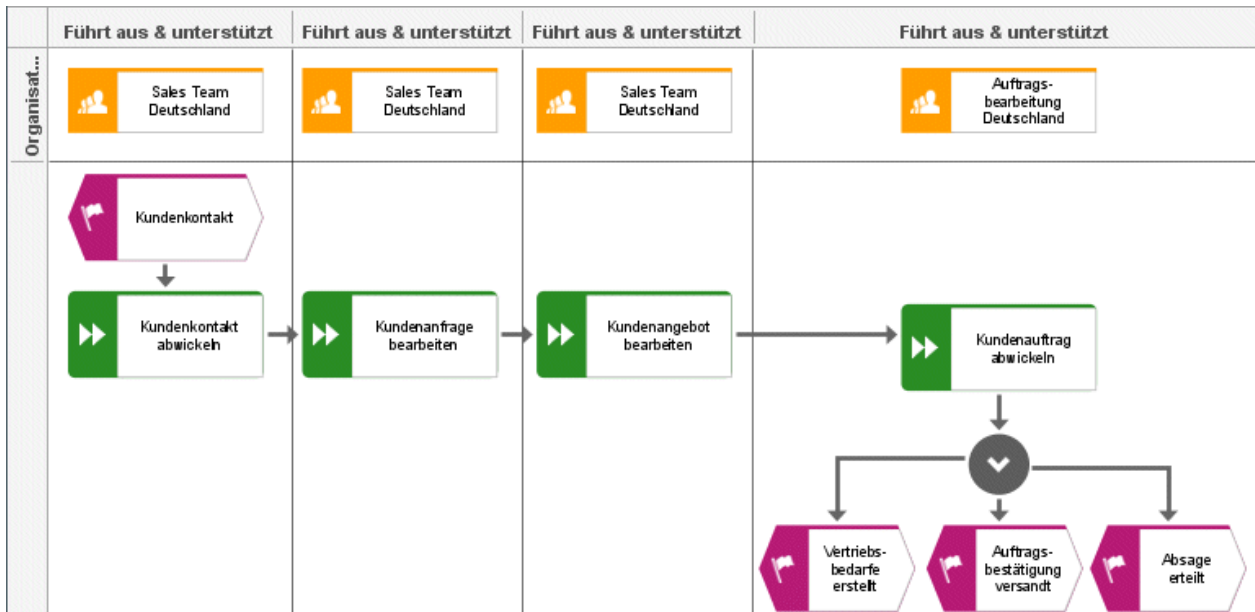 Führt aus & unterstützt
Führt aus & unterstützt
Führt aus & unterstützt
Führt aus & unterstützt
Organisat...
Sales Team
Deutschland
Sales Team
Deutschland
Sales Team
Deutschland
Auftrags-
bearbeitung
Deutschland
Kundenkontakt
Kundenkontakt
abwickeln
Kundenanfrage
bearbeiten
Kundenangebot
bearbeiten
Kundenauftrag
abwickeln
Vertriebs-
bedarfe
erstellt
Auftrags-
bestätigung
versandt
Absage
erteilt